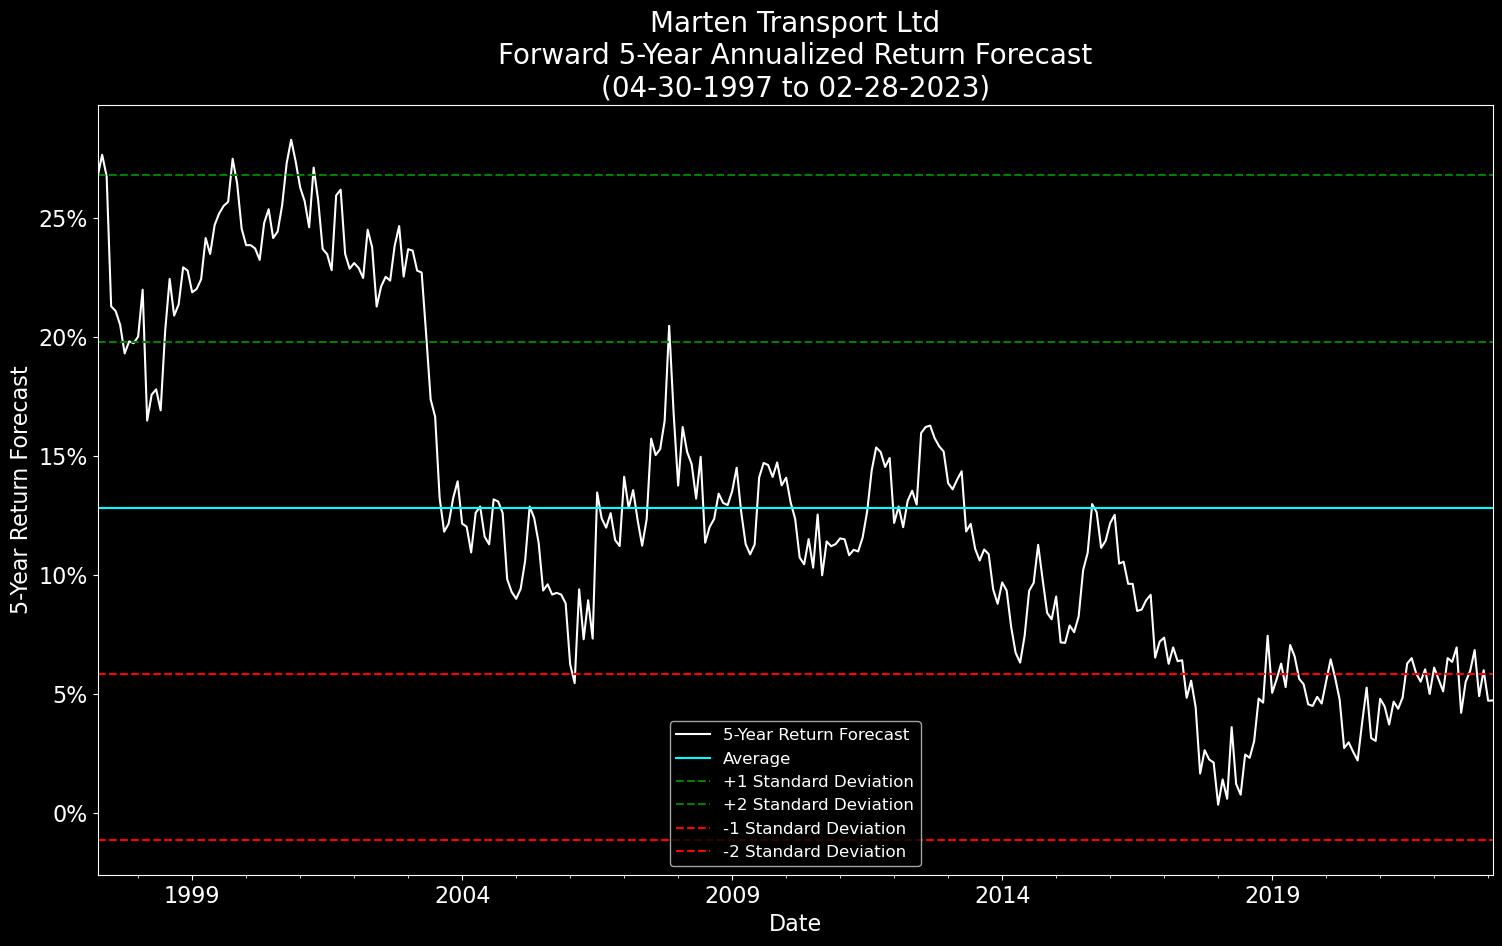 Marten Transport Ltd
Forward 5-Year Annualized Return Forecast
(04-30-1997 to 02-28-2023)
5-Year Return Forecast
25%
20%
15%
10%
5%
0%
5-Year Return Forecast
Average
+1 Standard Deviation
+2 Standard Deviation
-1 Standard Deviation
-2 Standard Deviation
1999 2004 2009 2014 2019
Date